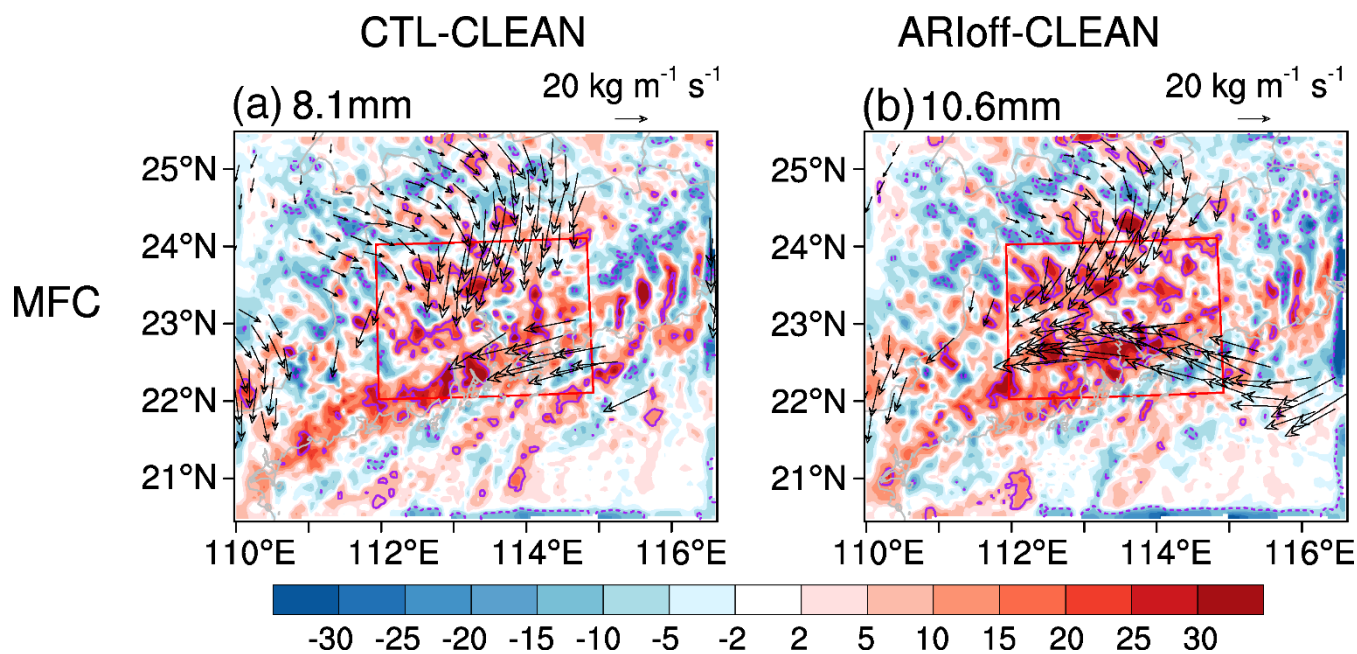 CTL-CLEAN
ARIoff-CLEAN
(a) 8.1mm
20 kg m⁻¹ s⁻¹
(b) 10.6mm
20 kg m⁻¹ s⁻¹
MFC
25°N
24°N
23°N
22°N
21°N
110°E 112°E 114°E 116°E
25°N
24°N
23°N
22°N
21°N
110°E 112°E 114°E 116°E
-30 -25 -20 -15 -10 -5 -2 2 5 10 15 20 25 30